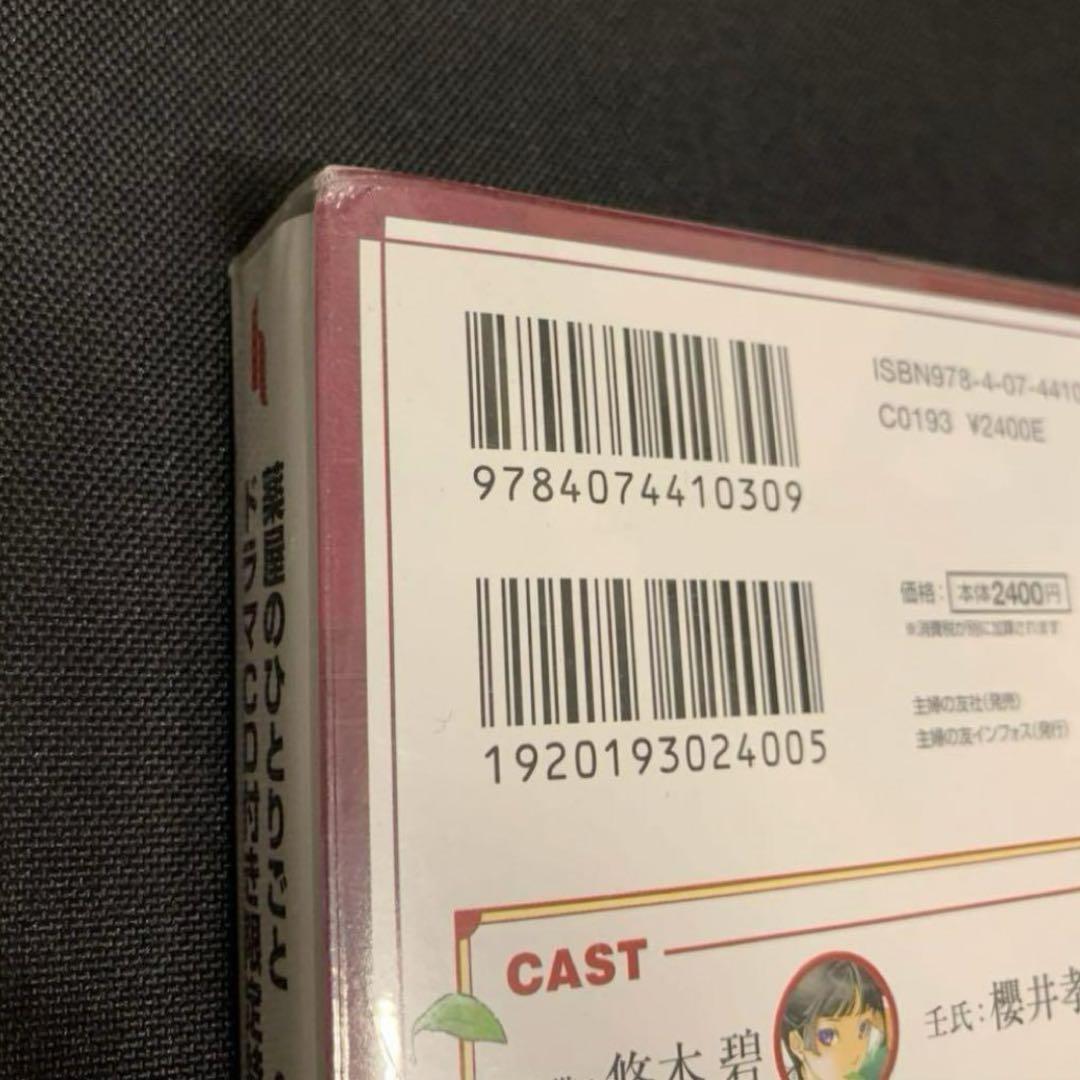 薬屋のひとりごと
ドラマCD付き限定特
9784074410309
ISBN978-4-07-4410
C0193 ¥2400E
1920193024005
価格：本体2400円
※消費税が別に加算されます
主婦の友社（発売）
主婦の友インフォス（発行）
CAST
悠木 碧
壬氏：櫻井孝